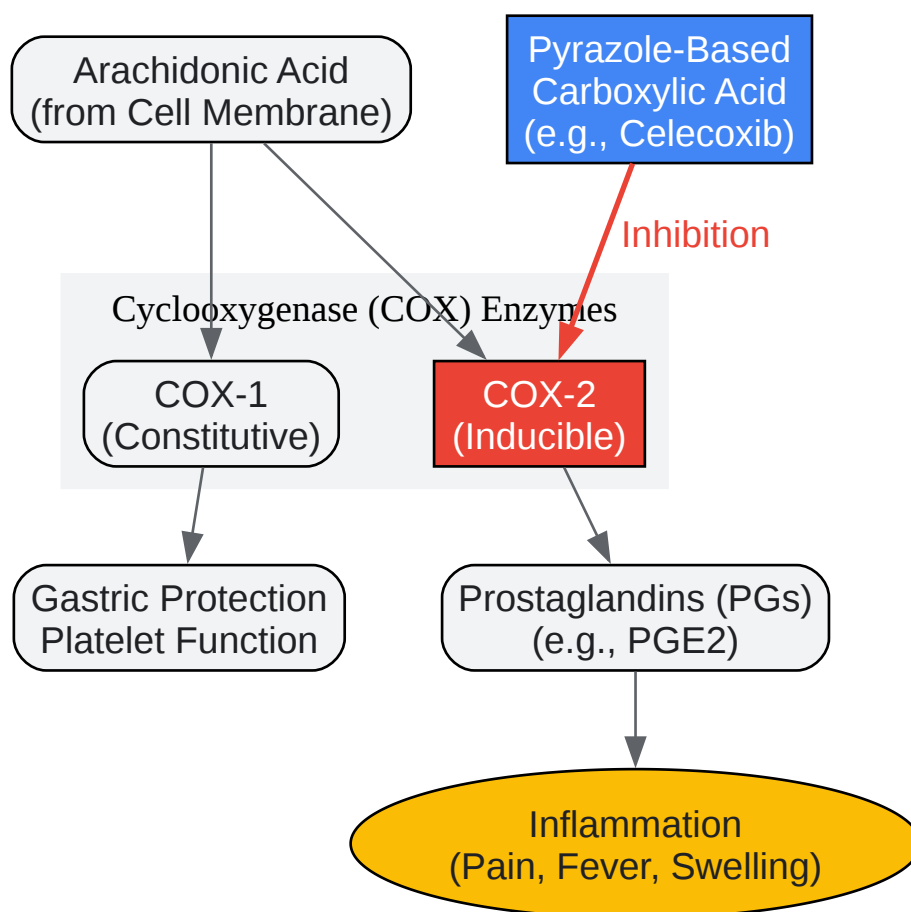 Arachidonic Acid
(from Cell Membrane)
Pyrazole-Based
Carboxylic Acid
(e.g., Celecoxib)
Inhibition
Cyclooxygenase (COX) Enzymes
COX-1
(Constitutive)
COX-2
(Inducible)
Gastric Protection
Platelet Function
Prostaglandins (PGs)
(e.g., PGE2)
Inflammation
(Pain, Fever, Swelling)